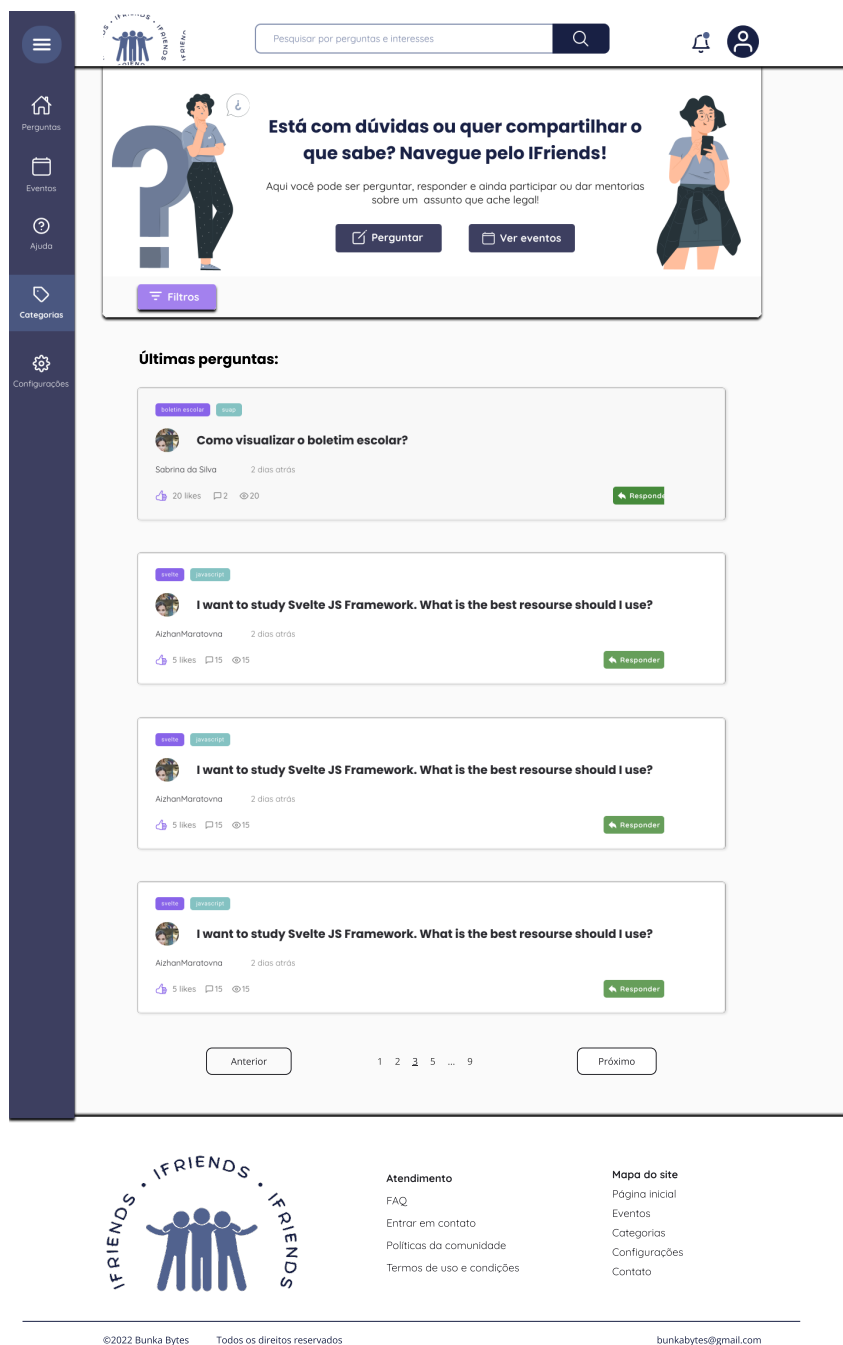 Pesquisar por perguntas e interesses
Perguntas
Eventos
Ajuda
Categorias
Configurações
¿
Está com dúvidas ou quer compartilhar o
que sabe? Navegue pelo IFriends!
Aqui você pode ser perguntar, responder e ainda participar ou dar mentorias
sobre um assunto que ache legal!
Perguntar
Ver eventos
Filtros
Últimas perguntas:
boletin escolar
suap
Como visualizar o boletim escolar?
Sabrina da Silva
2 dias atrás
20 likes
2
20
Responde
svelte
javascript
I want to study Svelte JS Framework. What is the best resourse should I use?
AizhanMaratovna
2 dias atrás
5 likes
15
15
Responder
svelte
javascript
I want to study Svelte JS Framework. What is the best resourse should I use?
AizhanMaratovna
2 dias atrás
5 likes
15
15
Responder
svelte
javascript
I want to study Svelte JS Framework. What is the best resourse should I use?
AizhanMaratovna
2 dias atrás
5 likes
15
15
Responder
Anterior
1 2 3 5 ... 9
Próximo
IFRIENDS . IFRIENDS . IFRIENDS
Atendimento
FAQ
Entrar em contato
Políticas da comunidade
Termos de uso e condições
Mapa do site
Página inicial
Eventos
Categorias
Configurações
Contato
©2022 Bunka Bytes
Todos os direitos reservados
bunkabytes@gmail.com